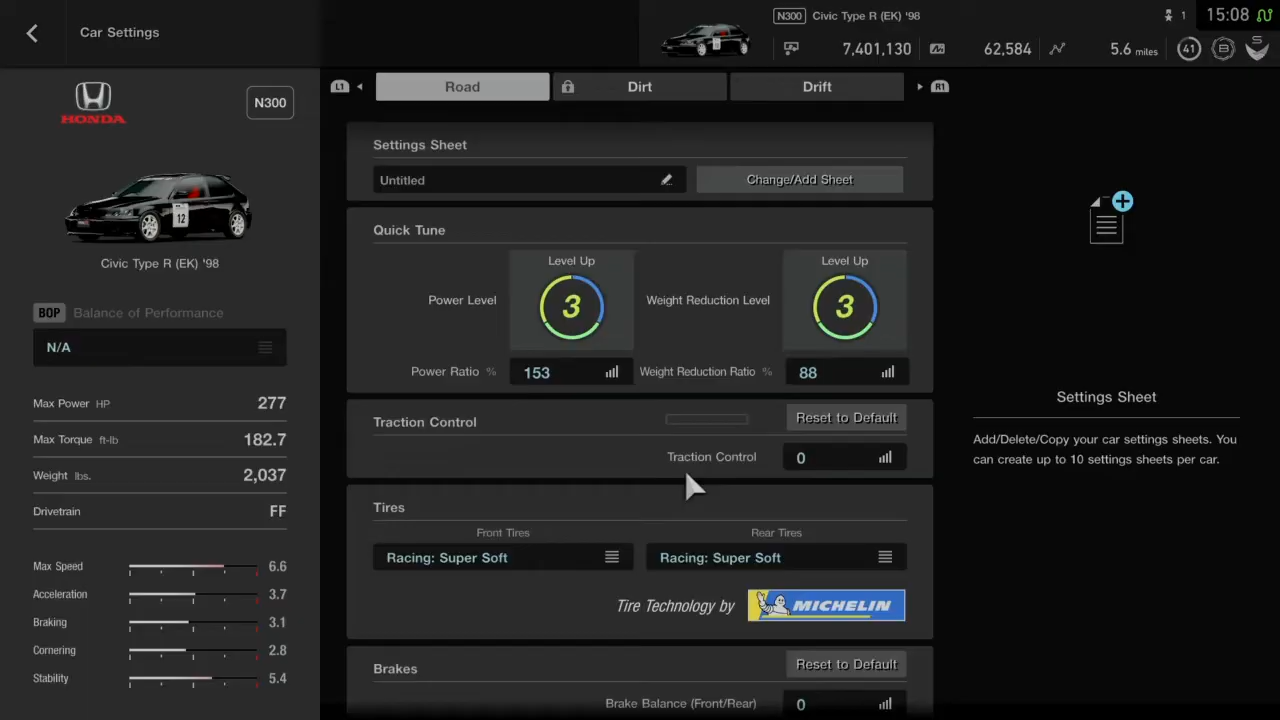 Car Settings
N300 Civic Type R (EK) '98
7,401,130 62,584 5.6 miles 41 B S
1 15:08
HONDA
N300
12
Civic Type R (EK) '98
BOP Balance of Performance
N/A
Max Power HP 277
Max Torque ft-lb 182.7
Weight lbs. 2,037
Drivetrain FF
Max Speed 6.6
Acceleration 3.7
Braking 3.1
Cornering 2.8
Stability 5.4
L1 Road Dirt Drift R1
Settings Sheet
Untitled Change/Add Sheet
Quick Tune
Level Up Level Up
Power Level 3 Weight Reduction Level 3
Power Ratio % 153 Weight Reduction Ratio % 88
Traction Control Reset to Default
Traction Control 0
Tires
Front Tires Rear Tires
Racing: Super Soft Racing: Super Soft
Tire Technology by MICHELIN
Brakes Reset to Default
Brake Balance (Front/Rear) 0
Settings Sheet
Add/Delete/Copy your car settings sheets. You
can create up to 10 settings sheets per car.